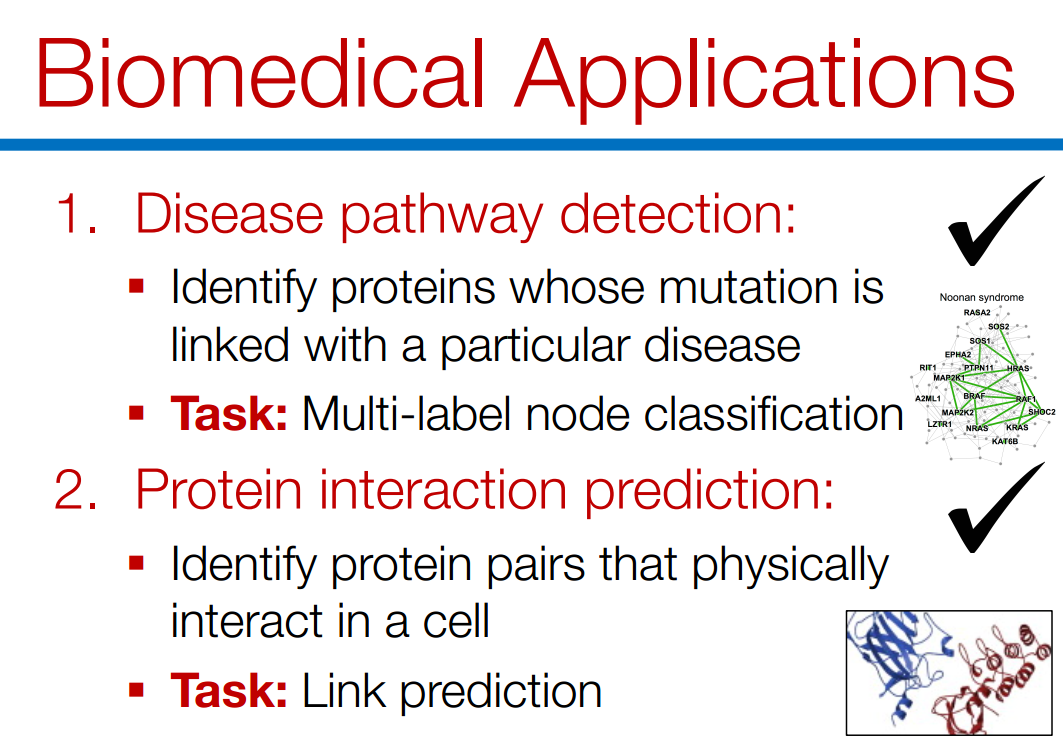 Biomedical Applications
1. Disease pathway detection:
▪ Identify proteins whose mutation is
linked with a particular disease
▪ Task: Multi-label node classification
Noonan syndrome
RASA2
SOS2
SOS1
EPHA2
RIT1
PTPN11
HRAS
MAP2K1
A2ML1
BRAF
RAF1
MAP2K2
SHOC2
LZTR1
NRAS
KRAS
KAT6B
2. Protein interaction prediction:
▪ Identify protein pairs that physically
interact in a cell
▪ Task: Link prediction